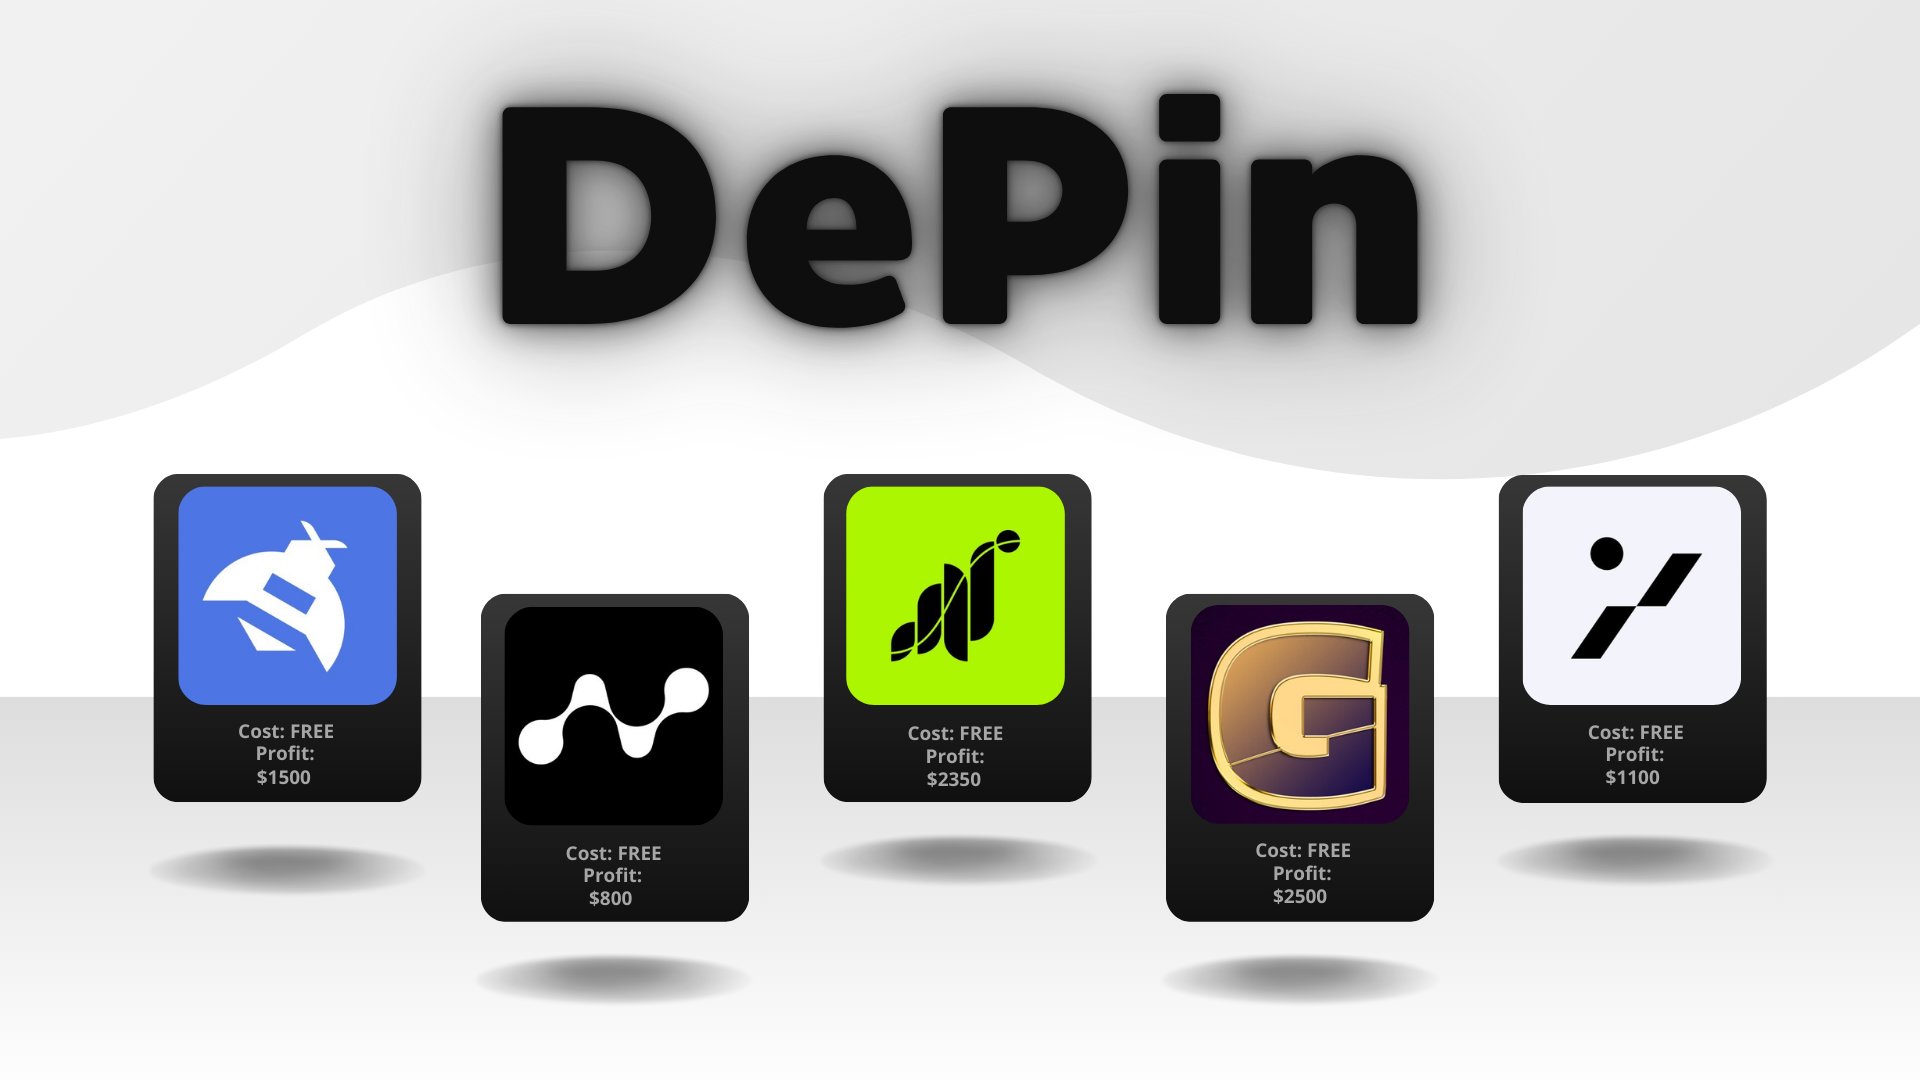 DePin
Cost: FREE
Profit:
$1500
Cost: FREE
Profit:
$800
Cost: FREE
Profit:
$2350
Cost: FREE
Profit:
$2500
Cost: FREE
Profit:
$1100